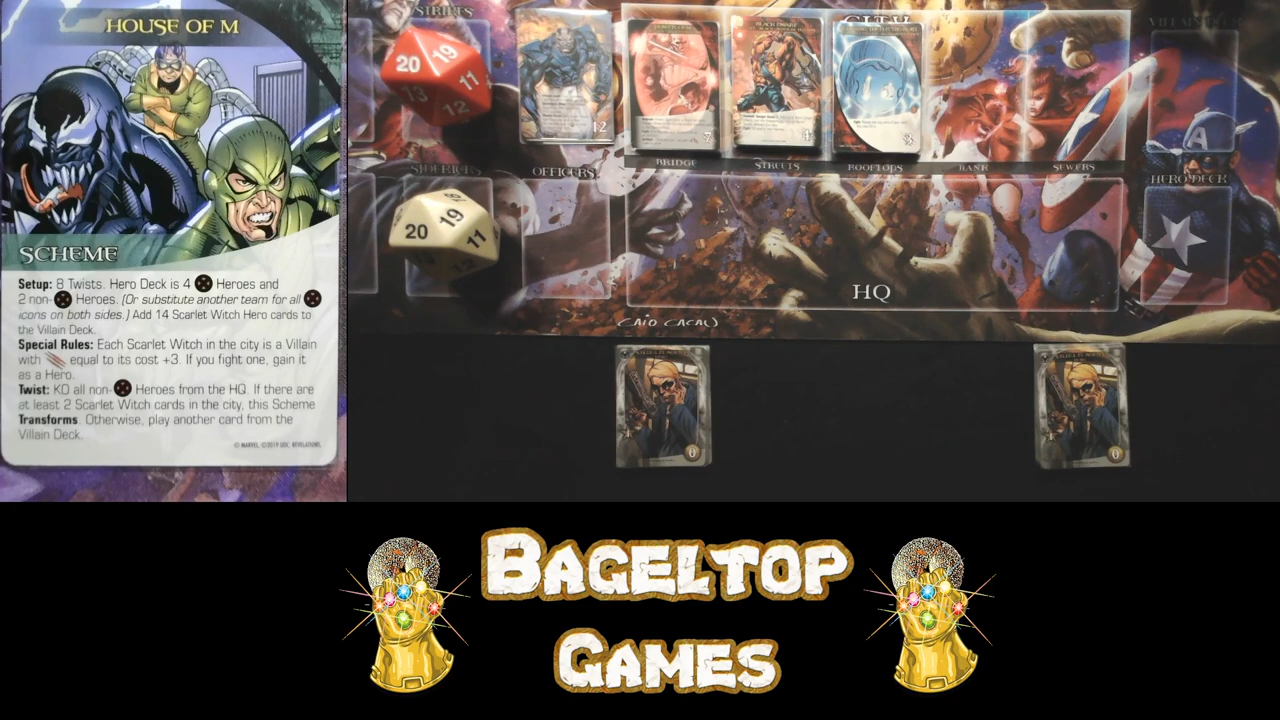 HOUSE OF M
SCHEME
Setup: 8 Twists. Hero Deck is 4 Heroes and
2 non- Heroes. (Or substitute another team for all
icons on both sides.) Add 14 Scarlet Witch Hero cards to
the Villain Deck.
Special Rules: Each Scarlet Witch in the city is a Villain
with equal to its cost +3. If you fight one, gain it
as a Hero.
Twist: KO all non- Heroes from the HQ. If there are
at least 2 Scarlet Witch cards in the city, this Scheme
Transforms. Otherwise, play another card from the
Villain Deck.
STRIKES
CITY
20
19
11
13
12
12
BRIDGE
STREETS
ROOFTOPS
BANK
SEWERS
SIDEKICKS
OFFICERS
HERO DECK
20
19
11
HQ
CAIO CACAU
0
0
BAGELTOP
GAMES